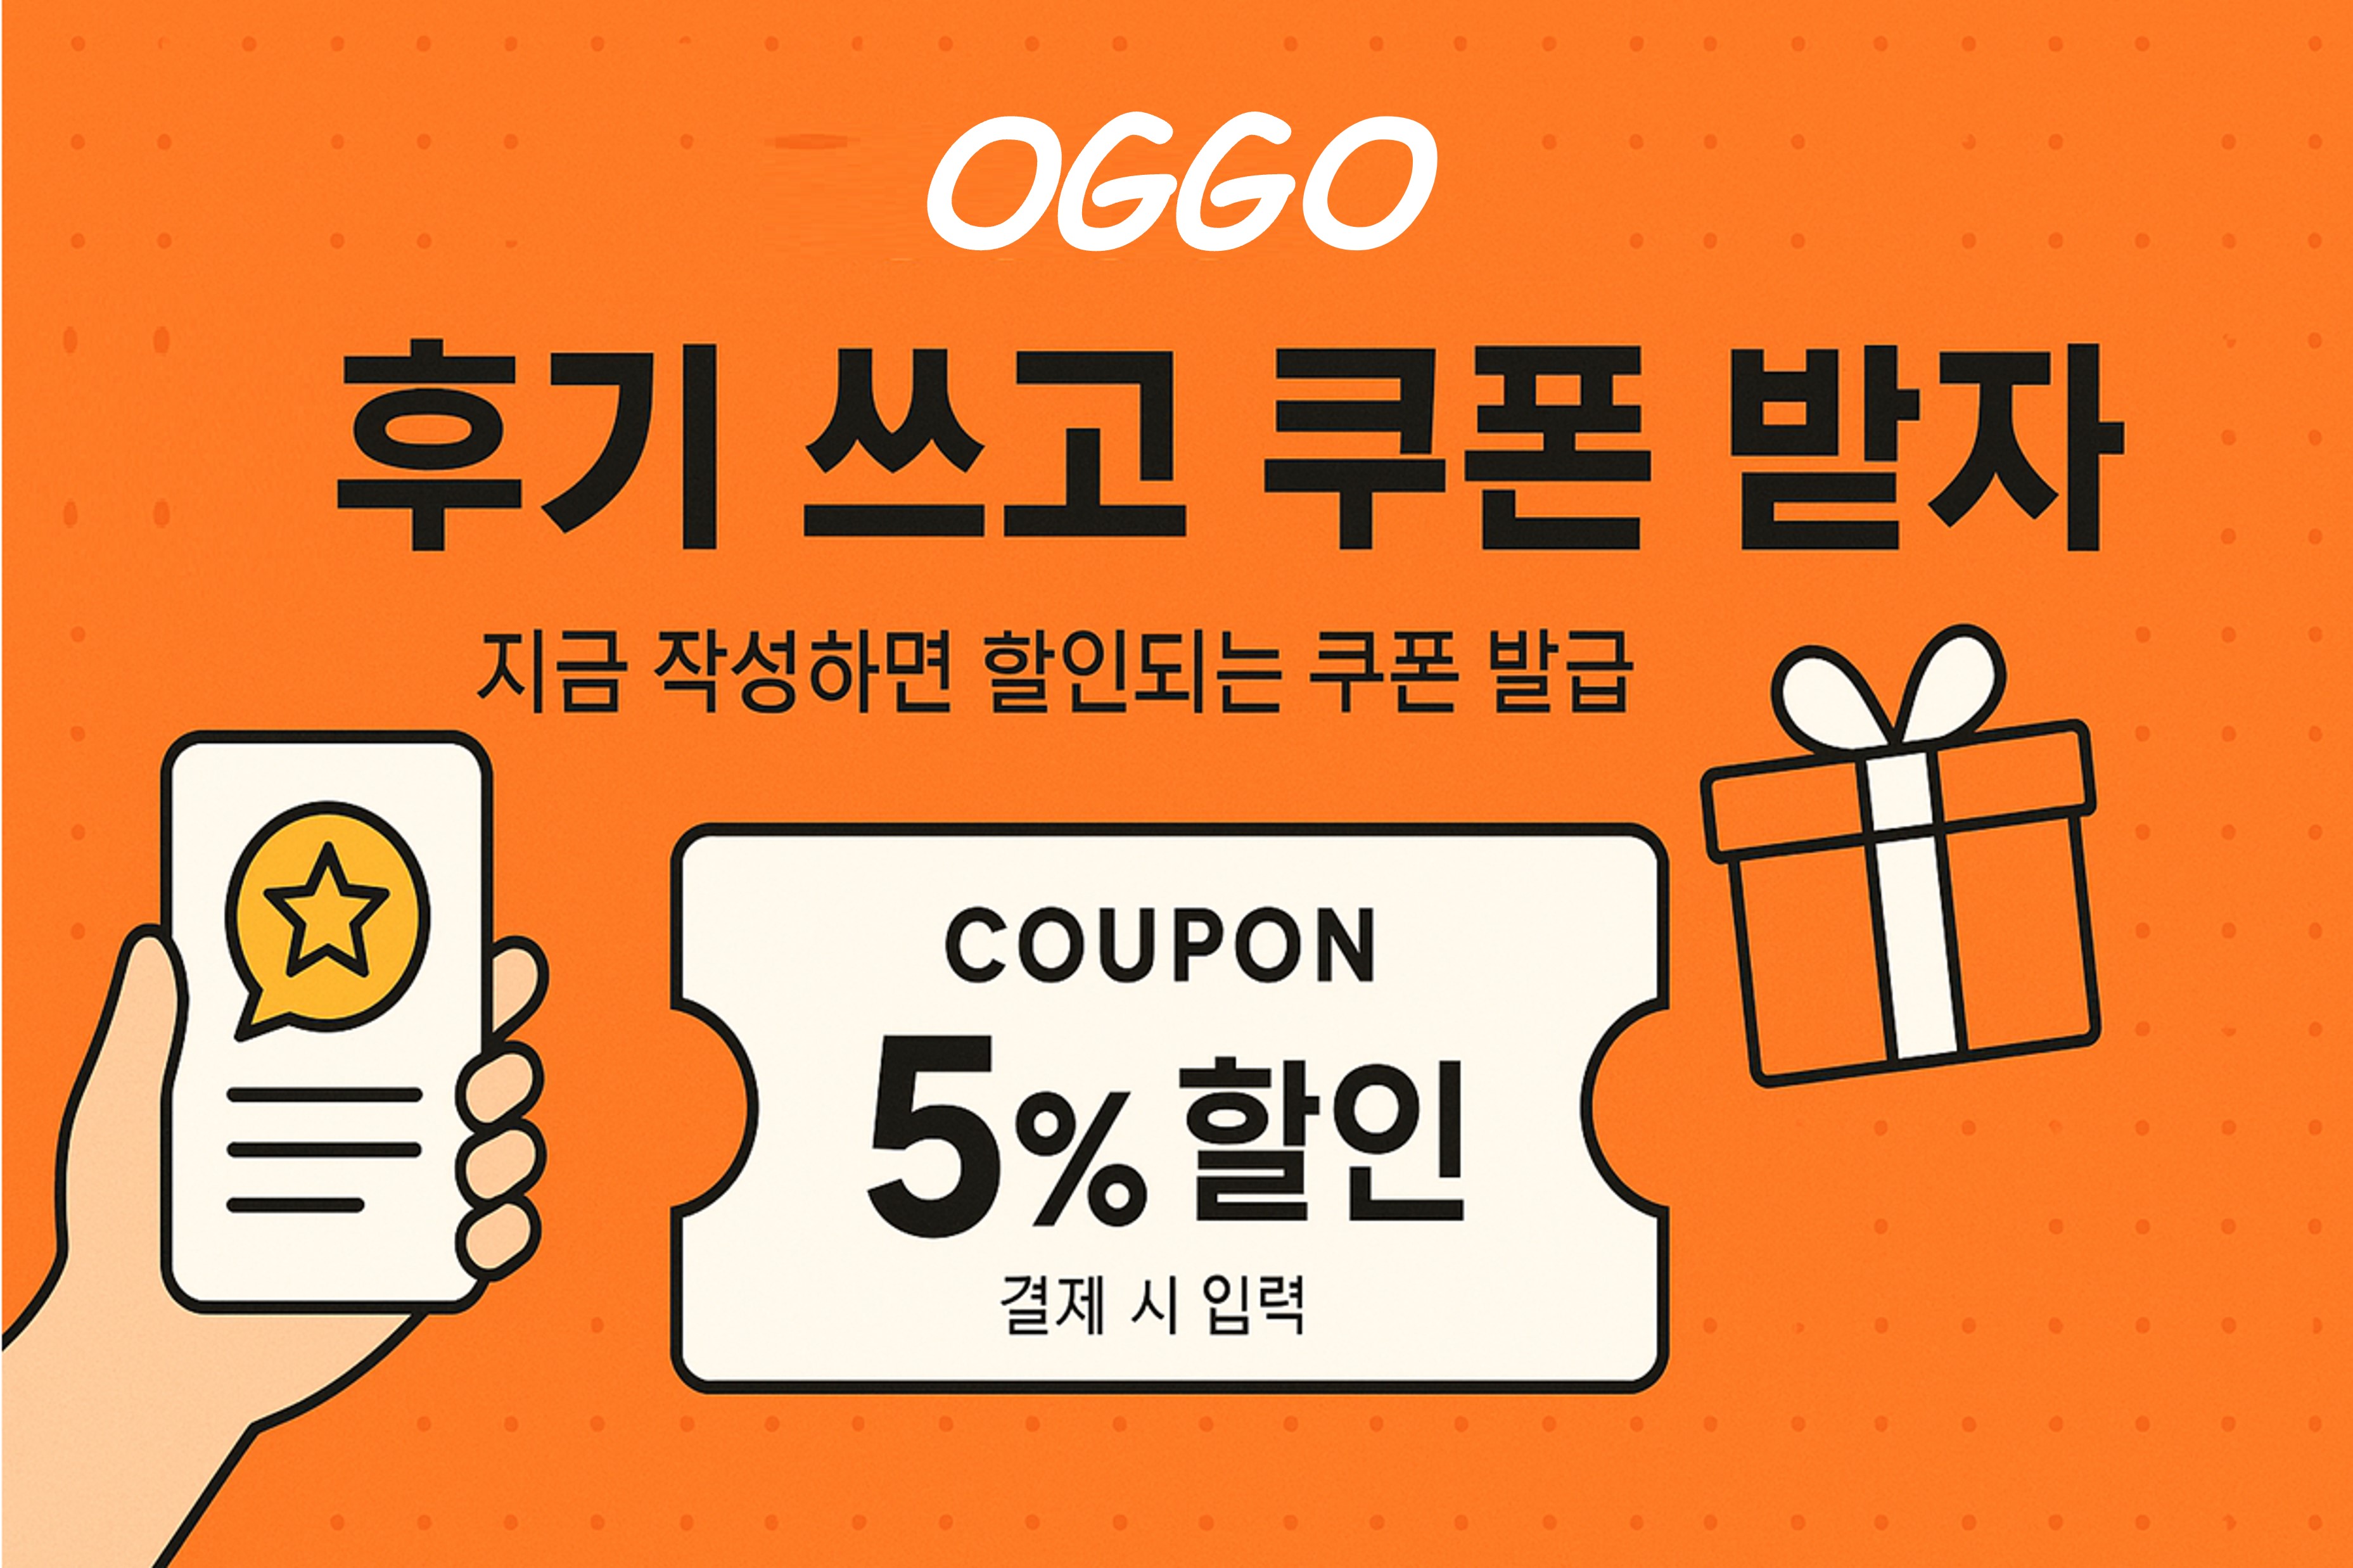 OGGO
후기 쓰고 쿠폰 받자
지금 작성하면 할인되는 쿠폰 발급
COUPON
5% 할인
결제 시 입력